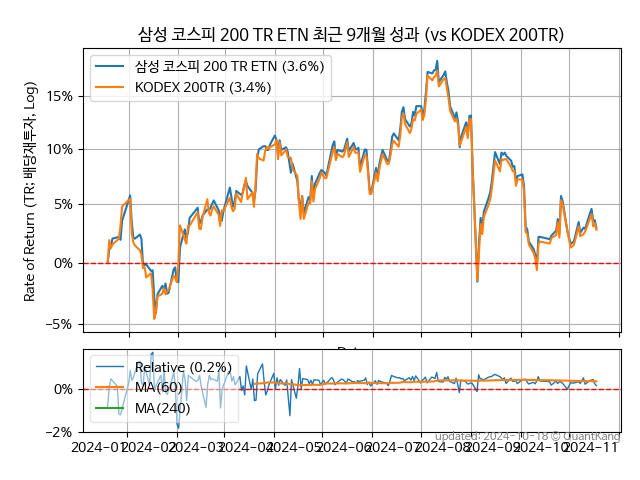 삼성 코스피 200 TR ETN 최근 9개월 성과 (vs KODEX 200TR)
삼성 코스피 200 TR ETN (3.6%)
KODEX 200TR (3.4%)
Rate of Return (TR: 배당재투자, Log)
15%
10%
5%
0%
−5%
Relative (0.2%)
MA(60)
MA(240)
0%
−2%
2024−01 2024−02 2024−03 2024−04 2024−05 2024−06 2024−07 2024−08 2024−09 2024−10 2024−11
updated: 2024-10-18 © QuantKang